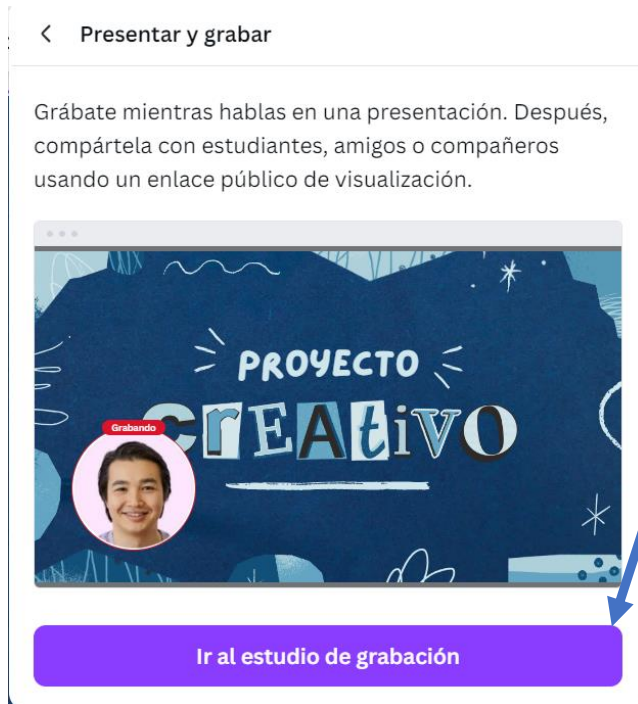 Presentar y grabar
Grábate mientras hablas en una presentación. Después,
compártela con estudiantes, amigos o compañeros
usando un enlace público de visualización.
PROYECTO
CREAtiVO
Grabando
Ir al estudio de grabación